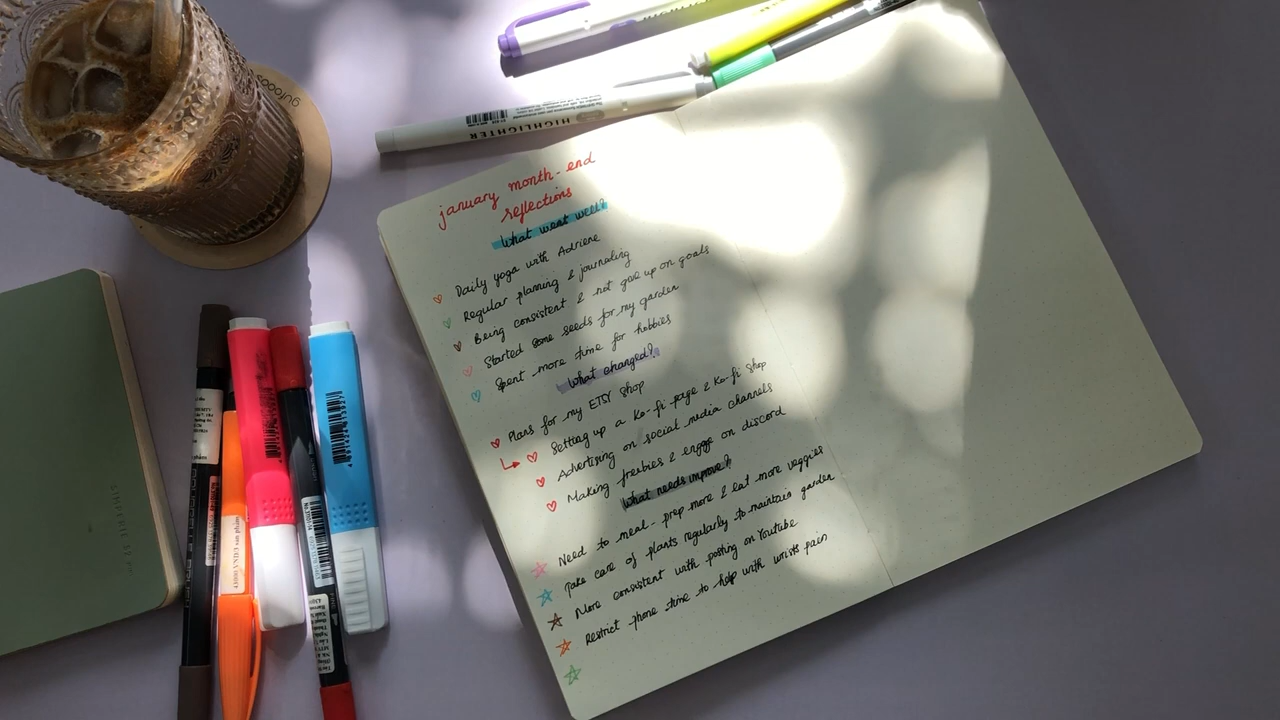 HIGHLIGHTER
january month-end
reflections
What went well?
Daily yoga with Adriene
Regular planning & journaling
Being consistent & not give up on goals
Started some seeds for my garden
Spent more time for hobbies
What changed?
Plans for my ETSY shop
Setting up a Ko-fi page & Ko-fi shop
Advertising on social media channels
Making freebies & engage on discord
What needs improve?
Need to meal-prep more & eat more veggies
Take care of plants regularly to maintain garden
More consistent with posting on Youtube
Restrict phone time to help with wrists pain